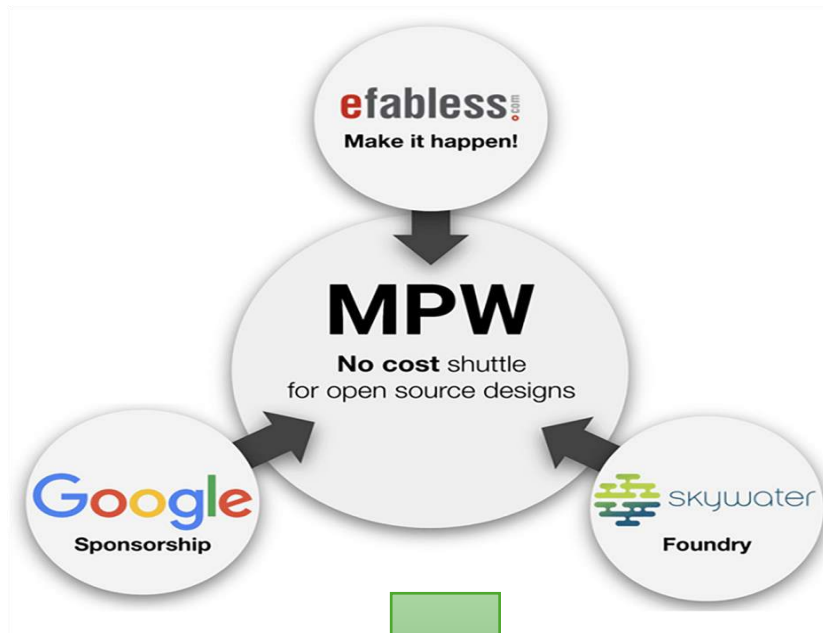 efabless.com
Make it happen!
MPW
No cost shuttle
for open source designs
Google
Sponsorship
skywater
Foundry